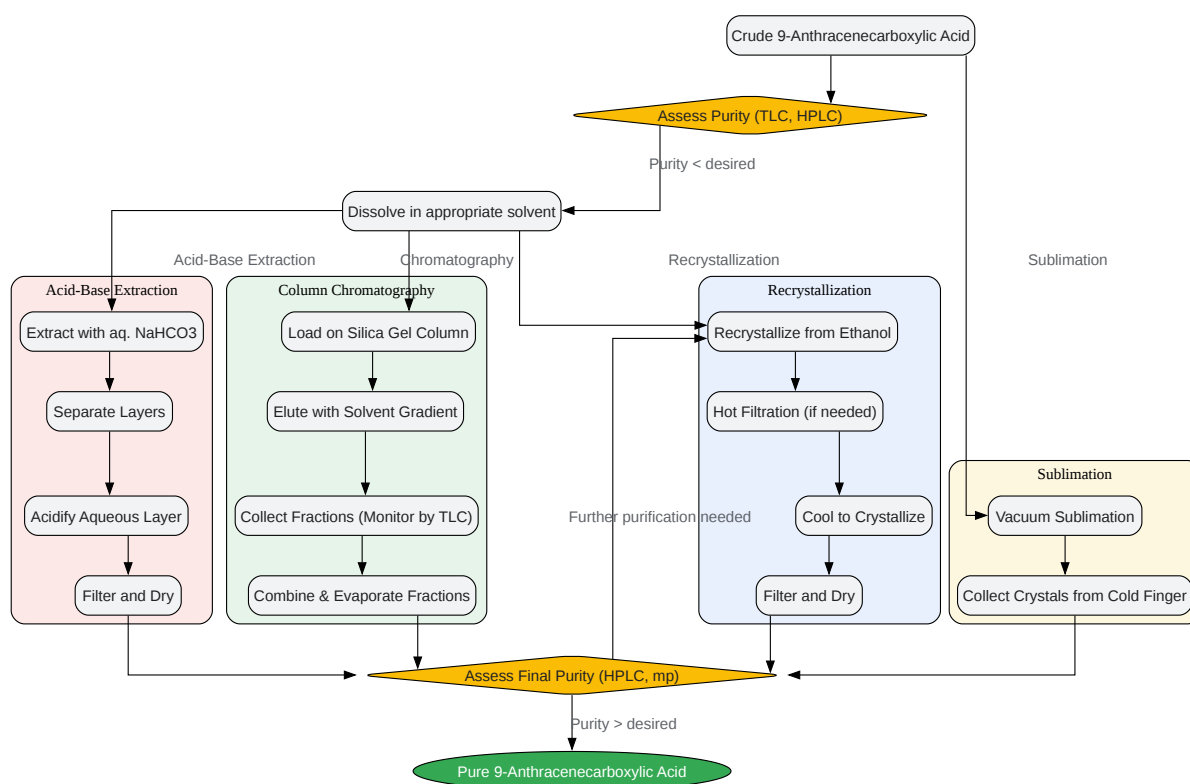 Crude 9-Anthracenecarboxylic Acid
Assess Purity (TLC, HPLC)
Purity < desired
Dissolve in appropriate solvent
Acid-Base Extraction
Chromatography
Recrystallization
Sublimation
Acid-Base Extraction
Column Chromatography
Recrystallization
Extract with aq. NaHCO3
Load on Silica Gel Column
Recrystallize from Ethanol
Separate Layers
Elute with Solvent Gradient
Hot Filtration (if needed)
Sublimation
Acidify Aqueous Layer
Collect Fractions (Monitor by TLC)
Further purification needed
Cool to Crystallize
Vacuum Sublimation
Filter and Dry
Combine & Evaporate Fractions
Filter and Dry
Collect Crystals from Cold Finger
Assess Final Purity (HPLC, mp)
Purity > desired
Pure 9-Anthracenecarboxylic Acid